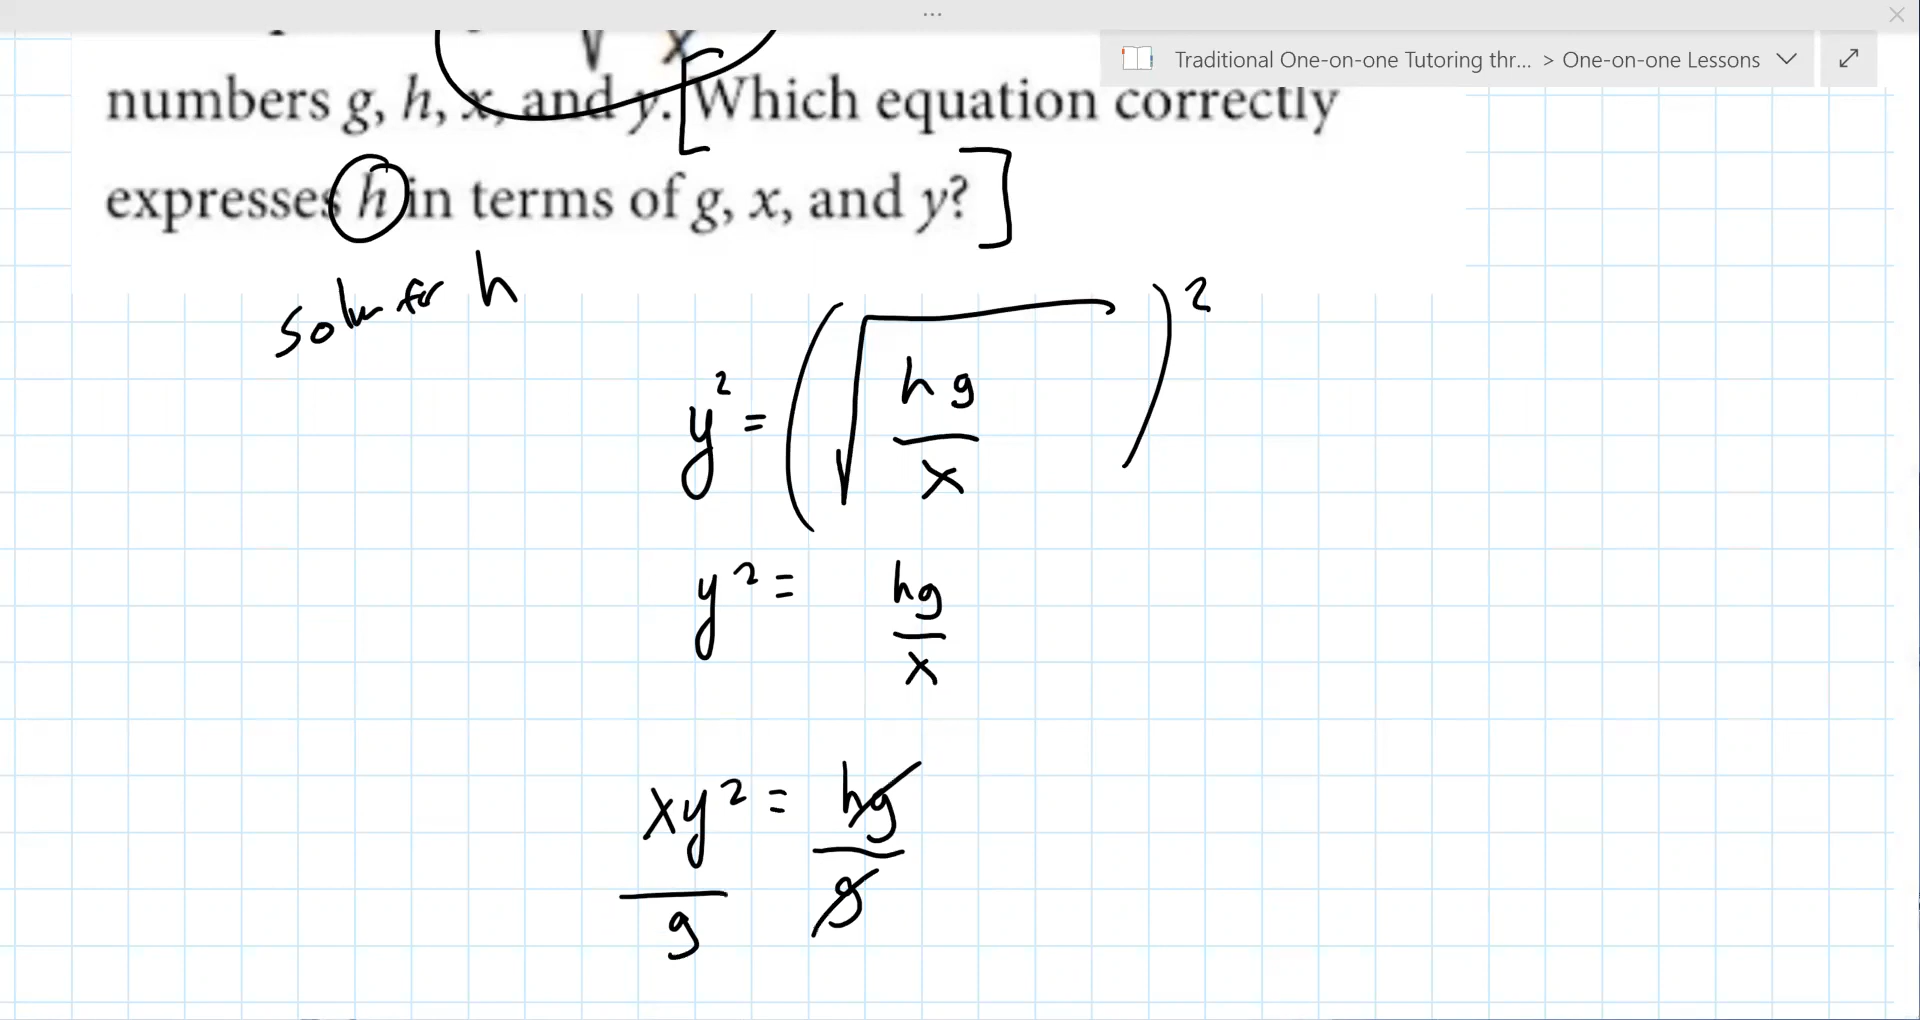 ...
Traditional One-on-one Tutoring thr... > One-on-one Lessons
x
numbers g, h, x, and y. [Which equation correctly
expresses h in terms of g, x, and y?]
solve for h
y² = (√(hg/x))²
y² = hg/x
xy²/g = hg/g